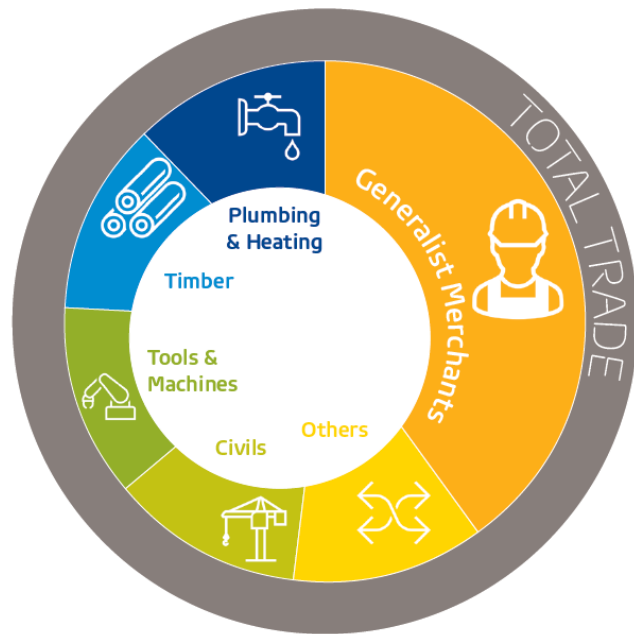 TOTAL TRADE
Generalist Merchants
Plumbing
& Heating
Timber
Tools &
Machines
Civils
Others